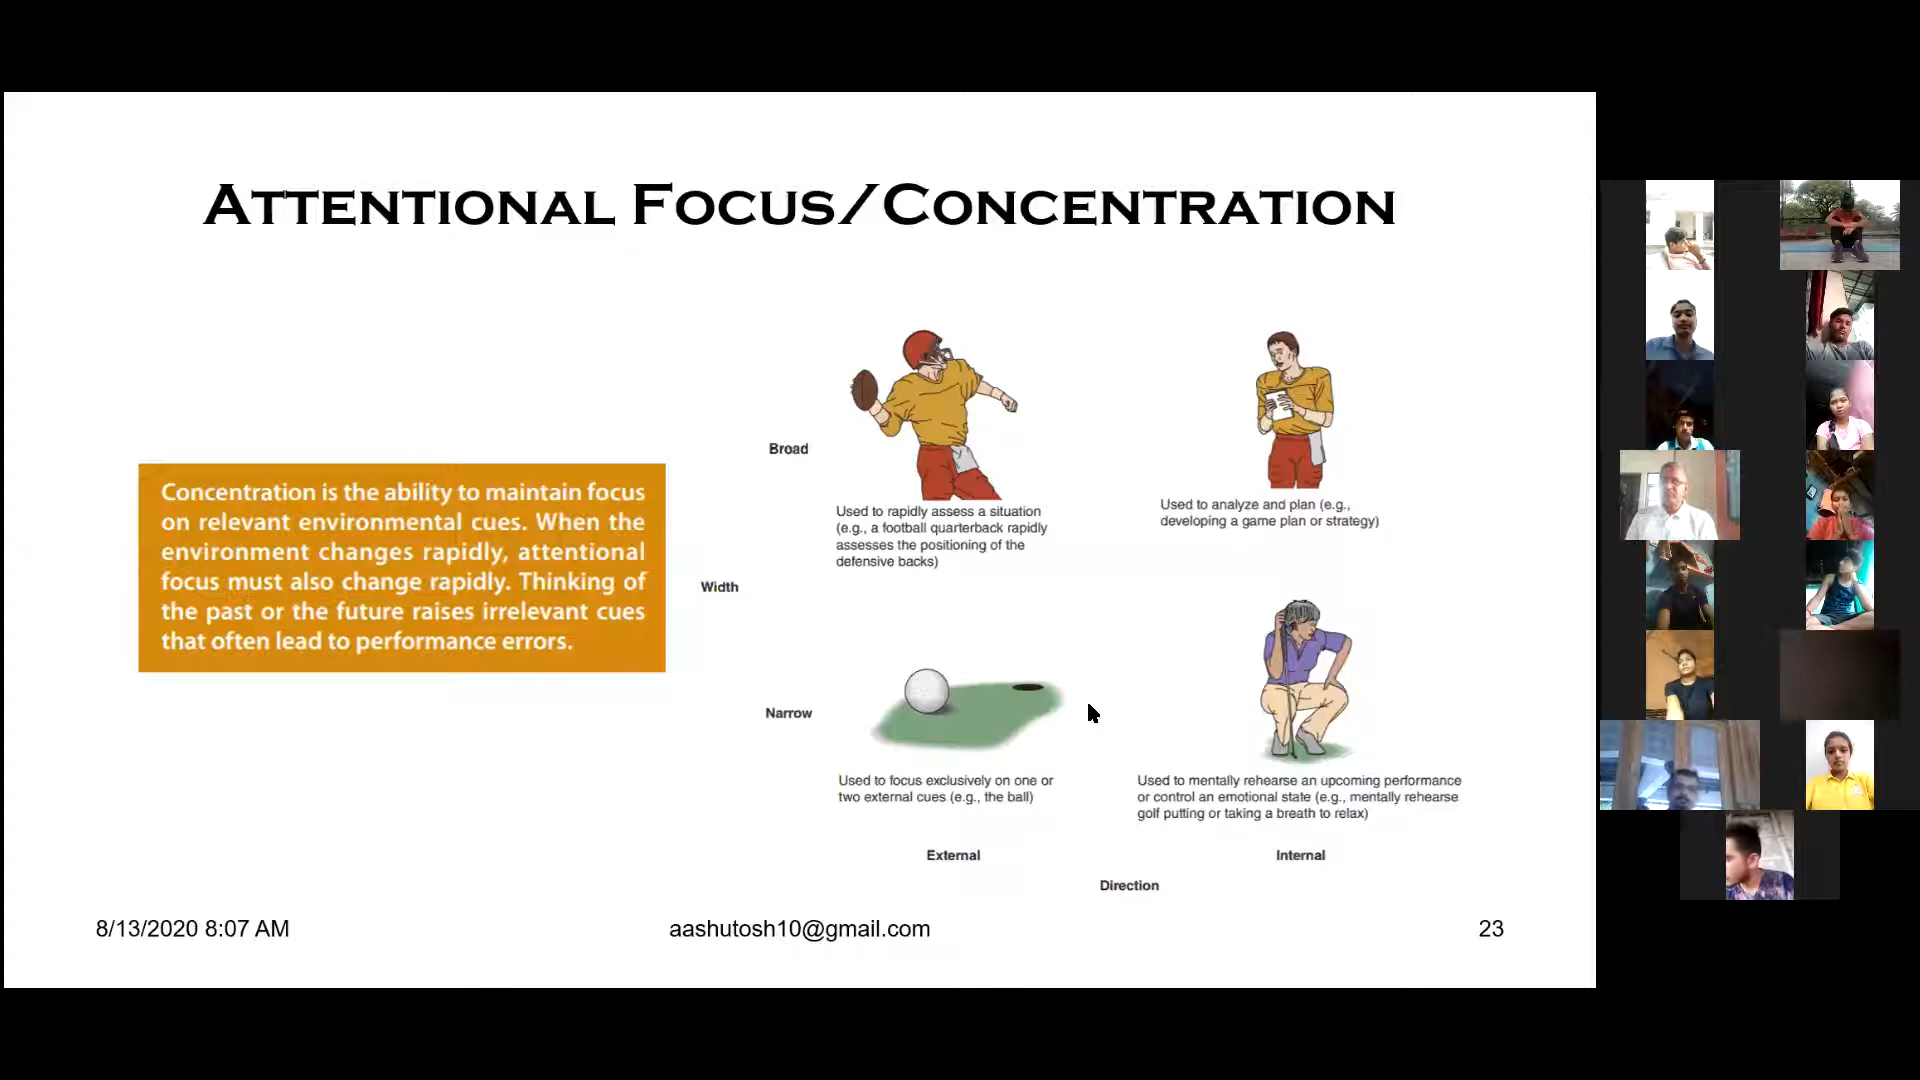 ATTENTIONAL FOCUS/CONCENTRATION
Concentration is the ability to maintain focus
on relevant environmental cues. When the
environment changes rapidly, attentional
focus must also change rapidly. Thinking of
the past or the future raises irrelevant cues
that often lead to performance errors.
Width
Broad
Used to rapidly assess a situation
(e.g., a football quarterback rapidly
assesses the positioning of the
defensive backs)
Used to analyze and plan (e.g.,
developing a game plan or strategy)
Narrow
Used to focus exclusively on one or
two external cues (e.g., the ball)
Used to mentally rehearse an upcoming performance
or control an emotional state (e.g., mentally rehearse
golf putting or taking a breath to relax)
External
Internal
Direction
8/13/2020 8:07 AM
aashutosh10@gmail.com
23